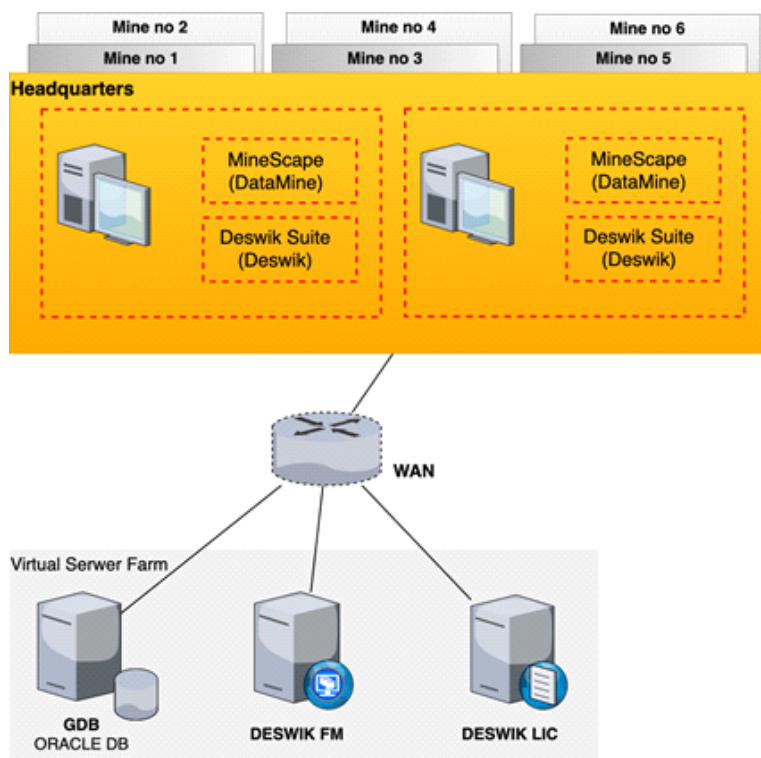 Mine no 2
Mine no 4
Mine no 6
Mine no 1
Mine no 3
Mine no 5
Headquarters
MineScape
(DataMine)
Deswik Suite
(Deswik)
MineScape
(DataMine)
Deswik Suite
(Deswik)
WAN
Virtual Serwer Farm
GDB
ORACLE DB
DESWIK FM
DESWIK LIC